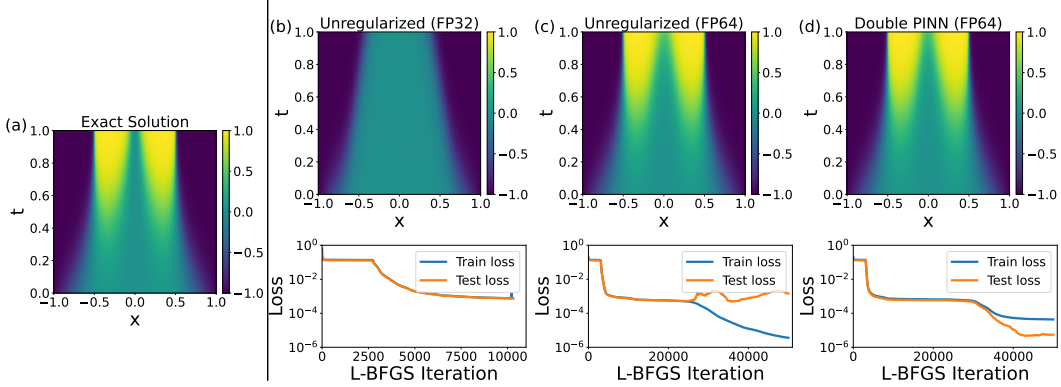 (a)
Exact Solution
1.0
0.8
0.6
0.4
0.2
0.0
t
−1.0 −0.5 0.0 0.5 1.0
x
1.0
0.5
0.0
−0.5
−1.0
(b) Unregularized (FP32)
1.0
0.8
0.6
0.4
0.2
0.0
t
−1.0 −0.5 0.0 0.5 1.0
x
1.0
0.5
0.0
−0.5
−1.0
10⁰
10⁻²
10⁻⁴
10⁻⁶
Loss
Train loss
Test loss
0 2500 5000 7500 10000
L-BFGS Iteration
(c) Unregularized (FP64)
1.0
0.8
0.6
0.4
0.2
0.0
t
−1.0 −0.5 0.0 0.5 1.0
x
1.0
0.5
0.0
−0.5
−1.0
10⁰
10⁻²
10⁻⁴
10⁻⁶
Loss
Train loss
Test loss
0 20000 40000
L-BFGS Iteration
(d) Double PINN (FP64)
1.0
0.8
0.6
0.4
0.2
0.0
t
−1.0 −0.5 0.0 0.5 1.0
x
1.0
0.5
0.0
−0.5
−1.0
10⁰
10⁻²
10⁻⁴
10⁻⁶
Loss
Train loss
Test loss
0 20000 40000
L-BFGS Iteration